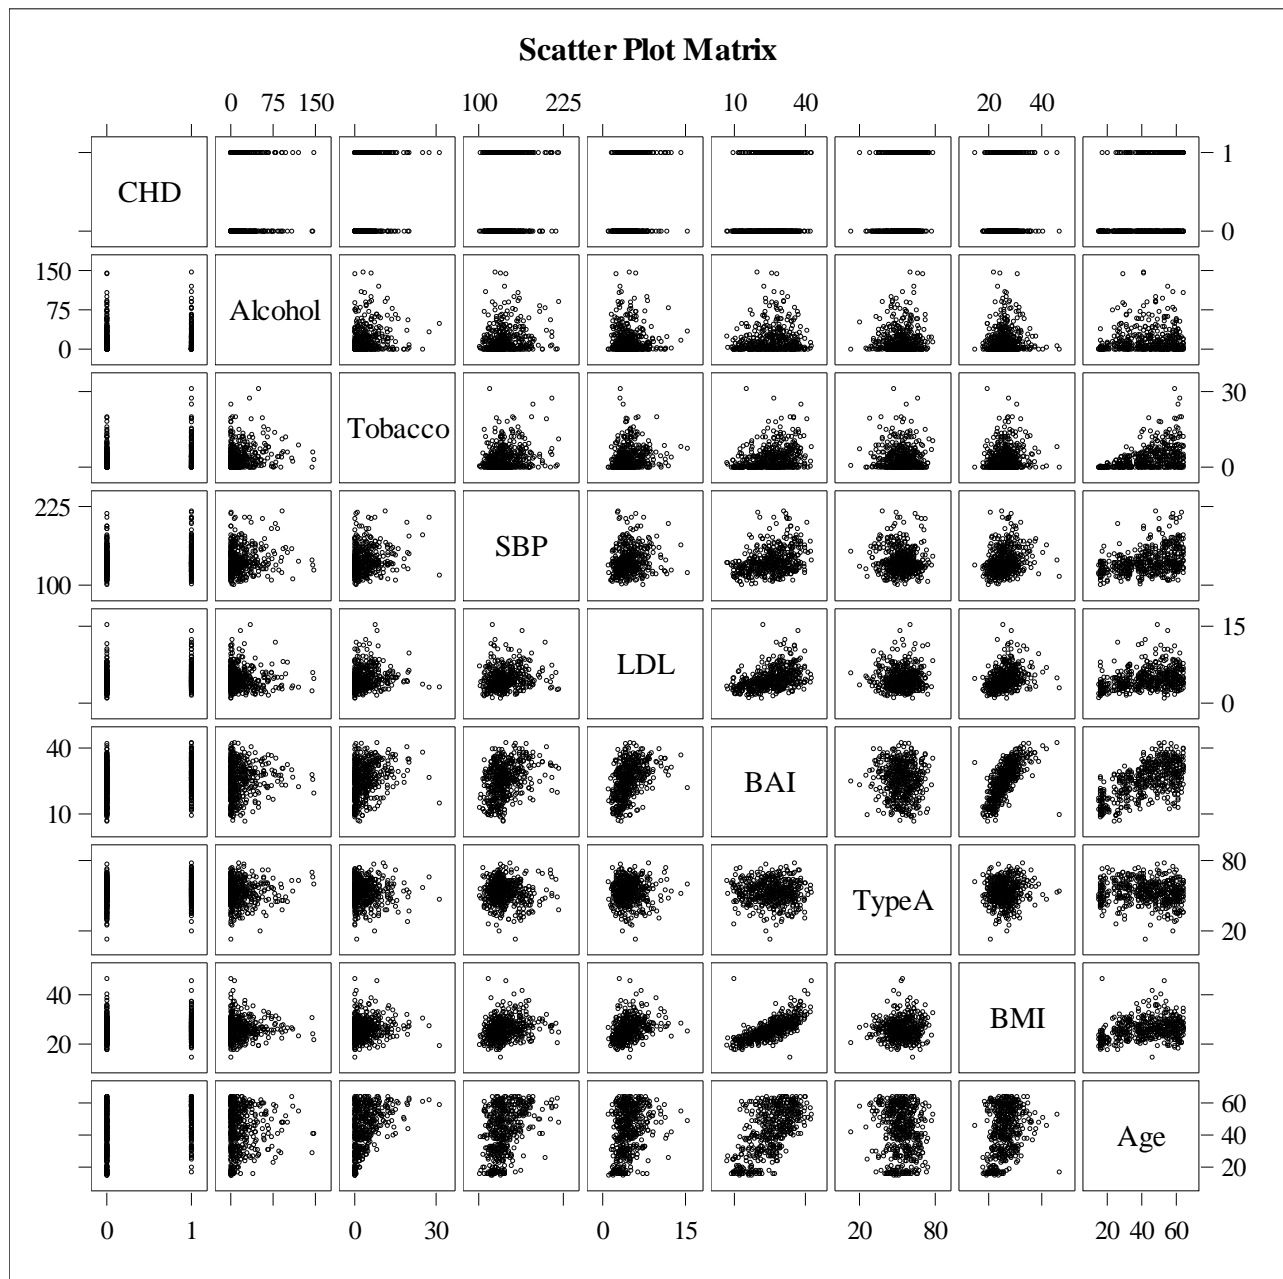 Scatter Plot Matrix
0 75 150 100 225 10 40 20 40
CHD 1
0
150
75 Alcohol
0
Tobacco 30
0
225
SBP
100
LDL 15
0
40
BAI
10
80
TypeA
20
40
BMI
20
60
Age 40
20
0 1 0 30 0 15 20 80 20 40 60